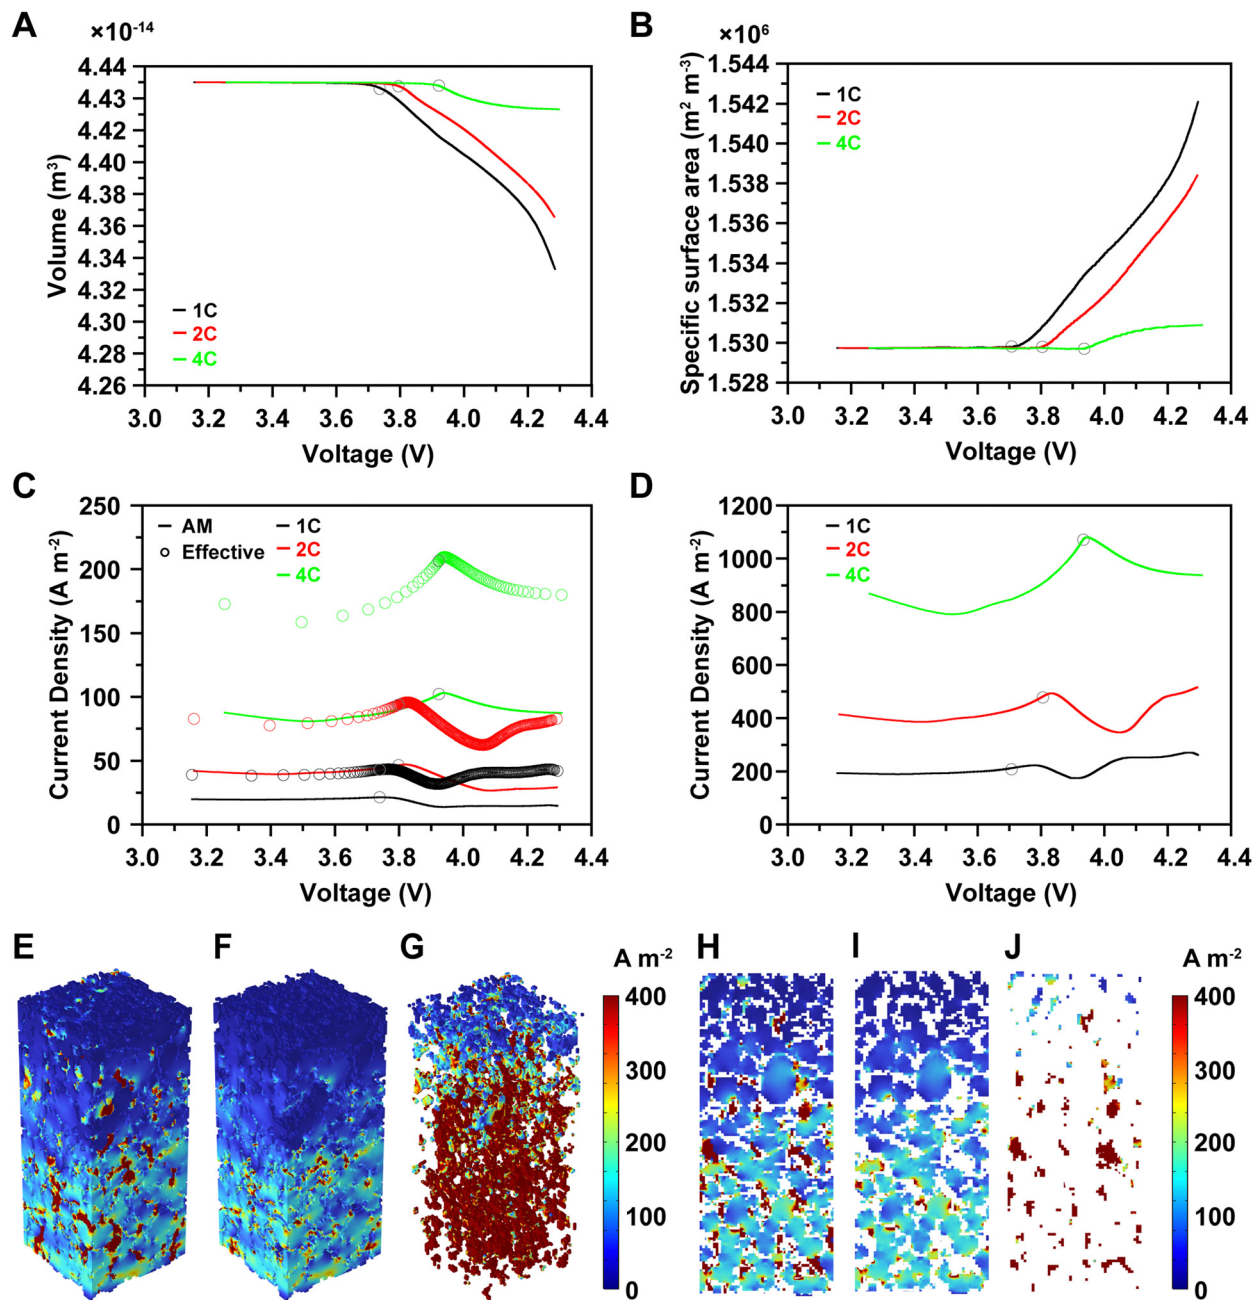 A
×10⁻¹⁴
Volume (m³)
4.44
4.43
4.42
4.40
4.38
4.36
4.34
4.32
4.30
4.28
4.26
1C
2C
4C
3.0 3.2 3.4 3.6 3.8 4.0 4.2 4.4
Voltage (V)
B
×10⁶
Specific surface area (m² m⁻³)
1.544
1.542
1.540
1.538
1.536
1.534
1.532
1.530
1.528
1C
2C
4C
3.0 3.2 3.4 3.6 3.8 4.0 4.2 4.4
Voltage (V)
C
Current Density (A m⁻²)
250
200
150
100
50
0
AM
Effective
1C
2C
4C
3.0 3.2 3.4 3.6 3.8 4.0 4.2 4.4
Voltage (V)
D
Current Density (A m⁻²)
1200
1000
800
600
400
200
0
1C
2C
4C
3.0 3.2 3.4 3.6 3.8 4.0 4.2 4.4
Voltage (V)
E
F
G
A m⁻²
400
300
200
100
0
H
I
J
A m⁻²
400
300
200
100
0